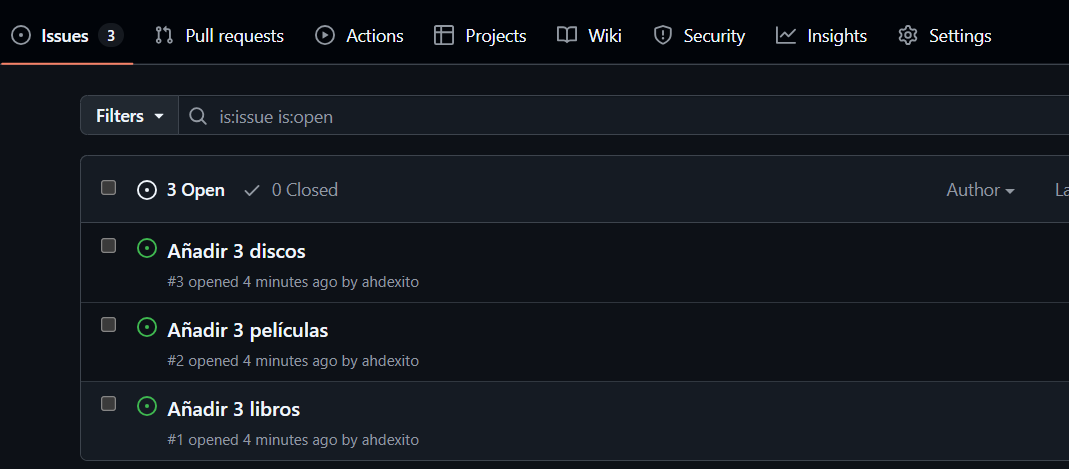 Issues 3 Pull requests Actions Projects Wiki Security Insights Settings
Filters is:issue is:open
3 Open 0 Closed Author La
Añadir 3 discos
#3 opened 4 minutes ago by ahdexito
Añadir 3 películas
#2 opened 4 minutes ago by ahdexito
Añadir 3 libros
#1 opened 4 minutes ago by ahdexito